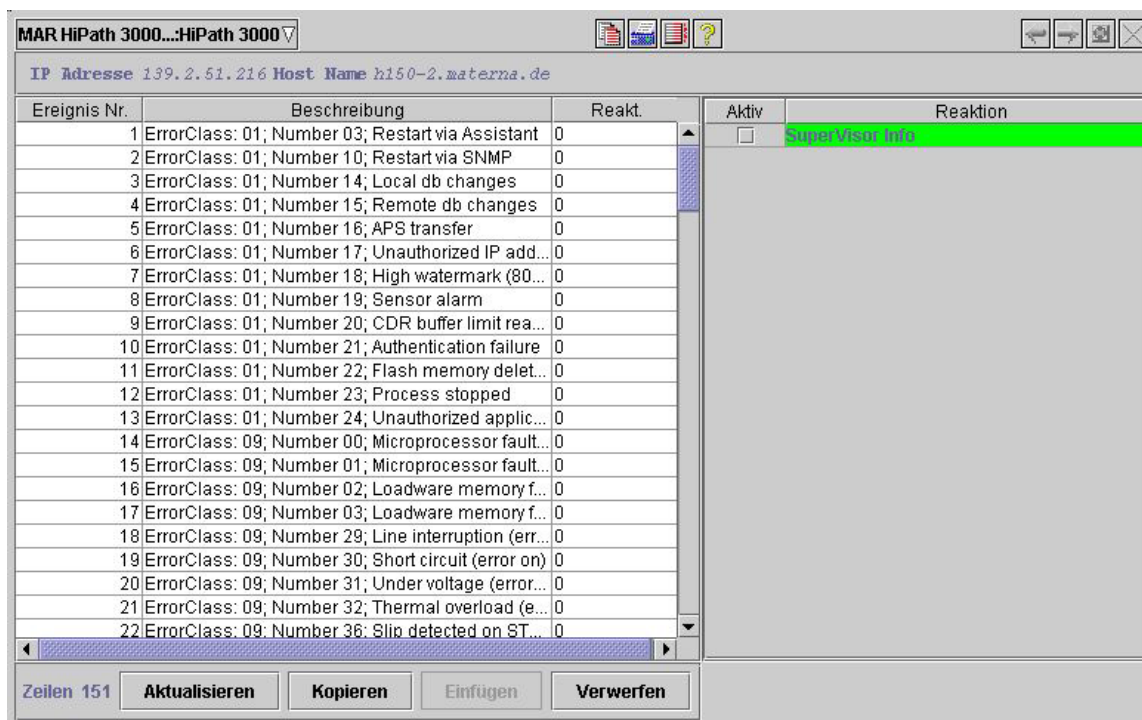 MAR HiPath 3000...:HiPath 3000
IP Adresse 139.2.51.216 Host Name h150-2.materna.de
Ereignis Nr. Beschreibung Reakt. Aktiv Reaktion
1 ErrorClass: 01; Number 03; Restart via Assistant 0 SuperVisor Info
2 ErrorClass: 01; Number 10; Restart via SNMP 0
3 ErrorClass: 01; Number 14; Local db changes 0
4 ErrorClass: 01; Number 15; Remote db changes 0
5 ErrorClass: 01; Number 16; APS transfer 0
6 ErrorClass: 01; Number 17; Unauthorized IP add... 0
7 ErrorClass: 01; Number 18; High watermark (80... 0
8 ErrorClass: 01; Number 19; Sensor alarm 0
9 ErrorClass: 01; Number 20; CDR buffer limit rea... 0
10 ErrorClass: 01; Number 21; Authentication failure 0
11 ErrorClass: 01; Number 22; Flash memory delet... 0
12 ErrorClass: 01; Number 23; Process stopped 0
13 ErrorClass: 01; Number 24; Unauthorized applic... 0
14 ErrorClass: 09; Number 00; Microprocessor fault... 0
15 ErrorClass: 09; Number 01; Microprocessor fault... 0
16 ErrorClass: 09; Number 02; Loadware memory f... 0
17 ErrorClass: 09; Number 03; Loadware memory f... 0
18 ErrorClass: 09; Number 29; Line interruption (err... 0
19 ErrorClass: 09; Number 30; Short circuit (error on) 0
20 ErrorClass: 09; Number 31; Under voltage (error... 0
21 ErrorClass: 09; Number 32; Thermal overload (e... 0
22 ErrorClass: 09; Number 36; Slip detected on ST... 0
Zeilen 151 Aktualisieren Kopieren Einfügen Verwerfen